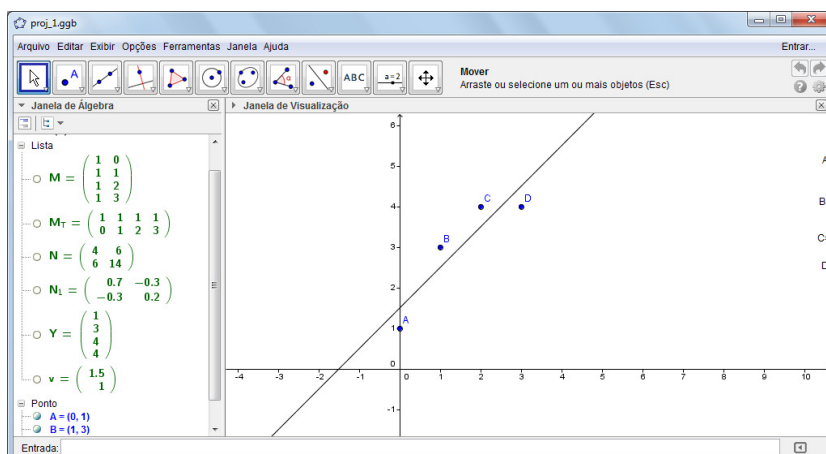 proj_1.ggb
Arquivo Editar Exibir Opções Ferramentas Janela Ajuda
Entrar...
A
ABC
a=2
Mover
Arraste ou selecione um ou mais objetos (Esc)
Janela de Álgebra
Janela de Visualização
Lista
M = ( 1 0
1 1
1 2
1 3 )
M_T = ( 1 1 1 1
0 1 2 3 )
N = ( 4 6
6 14 )
N_1 = ( 0.7 −0.3
−0.3 0.2 )
Y = ( 1
3
4
4 )
v = ( 1.5
1 )
Ponto
A = (0, 1)
B = (1, 3)
6
5
4
3
2
1
0
-1
-4 -3 -2 -1 0 1 2 3 4 5 6 7 8 9 10
A
B
C
D
A
B
C
D
Entrada: